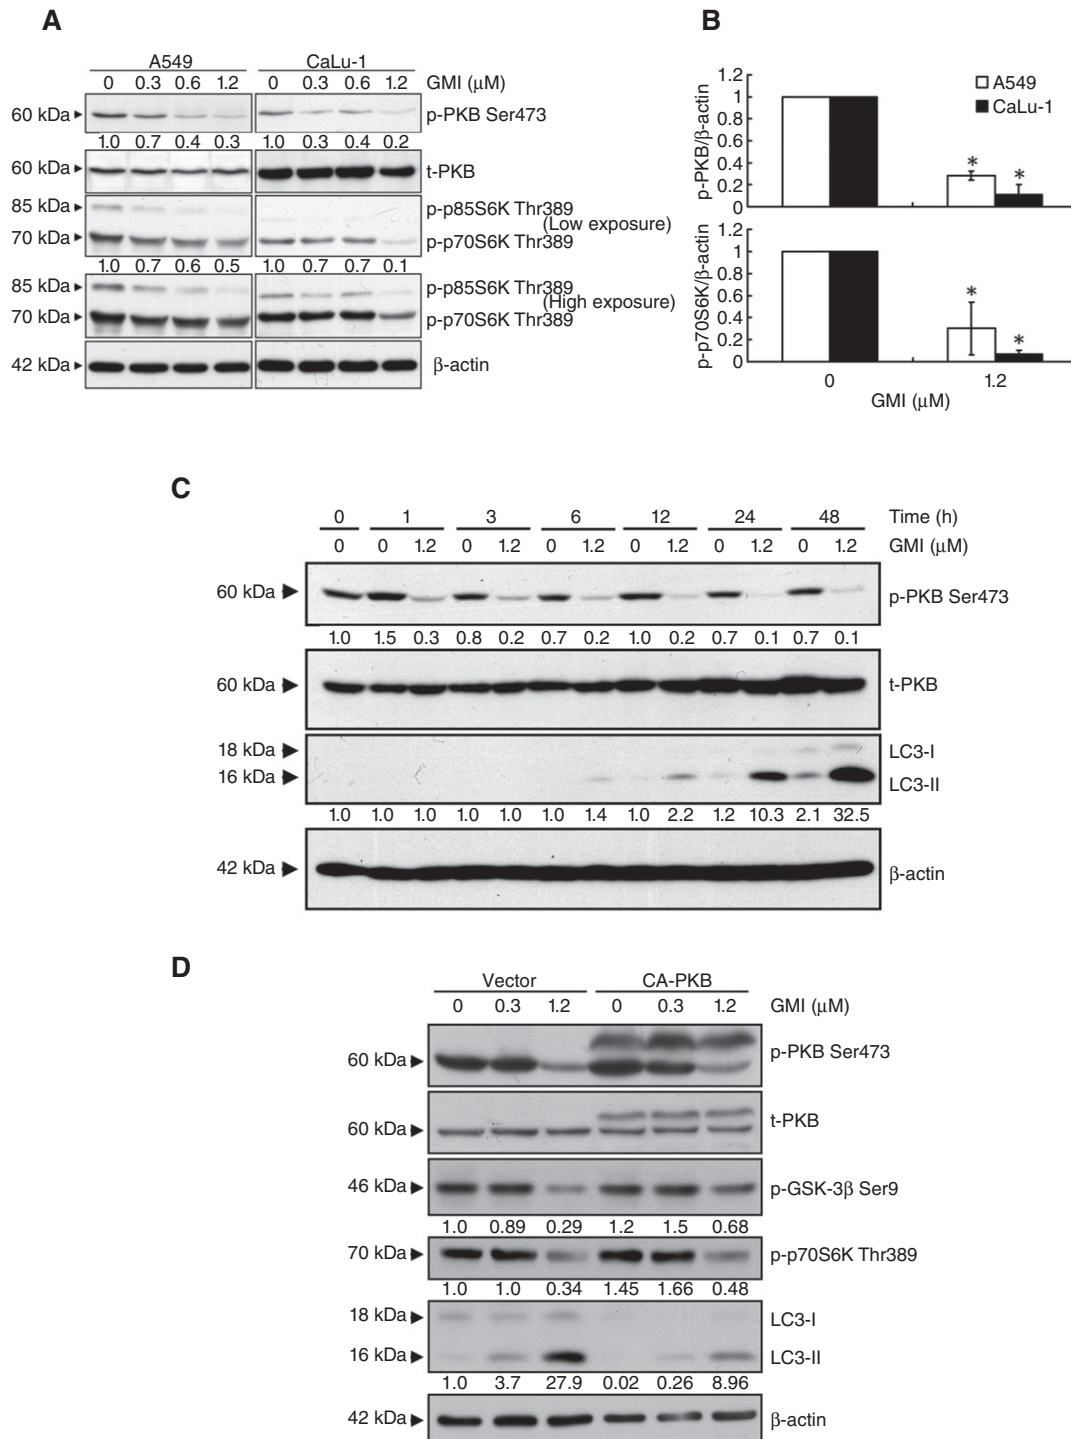 A
A549 CaLu-1
0 0.3 0.6 1.2 0 0.3 0.6 1.2 GMI (μM)
60 kDa p-PKB Ser473
1.0 0.7 0.4 0.3 1.0 0.3 0.4 0.2
60 kDa t-PKB
85 kDa p-p85S6K Thr389
(Low exposure)
70 kDa p-p70S6K Thr389
1.0 0.7 0.6 0.5 1.0 0.7 0.7 0.1
85 kDa p-p85S6K Thr389
(High exposure)
70 kDa p-p70S6K Thr389
42 kDa β-actin
B
p-PKB/β-actin
1.2
1
0.8
0.6
0.4
0.2
0
A549
CaLu-1
* *
p-p70S6K/β-actin
1.2
1
0.8
0.6
0.4
0.2
0
* *
0 1.2
GMI (μM)
C
0 1 3 6 12 24 48 Time (h)
0 0 1.2 0 1.2 0 1.2 0 1.2 0 1.2 0 1.2 GMI (μM)
60 kDa p-PKB Ser473
1.0 1.5 0.3 0.8 0.2 0.7 0.2 1.0 0.2 0.7 0.1 0.7 0.1
60 kDa t-PKB
18 kDa LC3-I
16 kDa LC3-II
1.0 1.0 1.0 1.0 1.0 1.0 1.4 1.0 2.2 1.2 10.3 2.1 32.5
42 kDa β-actin
D
Vector CA-PKB
0 0.3 1.2 0 0.3 1.2 GMI (μM)
60 kDa p-PKB Ser473
60 kDa t-PKB
46 kDa p-GSK-3β Ser9
1.0 0.89 0.29 1.2 1.5 0.68
70 kDa p-p70S6K Thr389
1.0 1.0 0.34 1.45 1.66 0.48
18 kDa LC3-I
16 kDa LC3-II
1.0 3.7 27.9 0.02 0.26 8.96
42 kDa β-actin